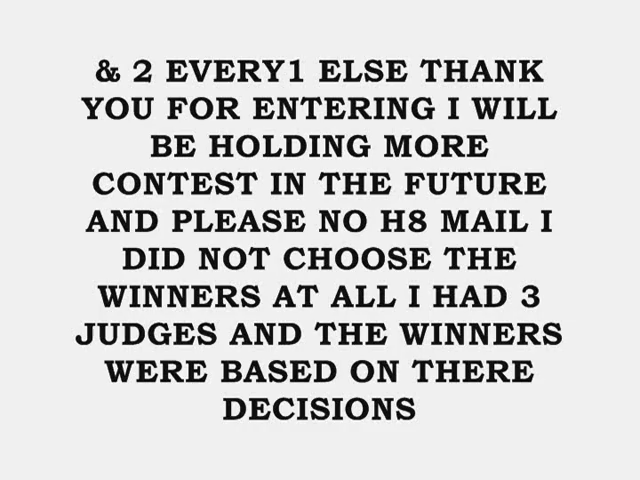 & 2 EVERY1 ELSE THANK
YOU FOR ENTERING I WILL
BE HOLDING MORE
CONTEST IN THE FUTURE
AND PLEASE NO H8 MAIL I
DID NOT CHOOSE THE
WINNERS AT ALL I HAD 3
JUDGES AND THE WINNERS
WERE BASED ON THERE
DECISIONS